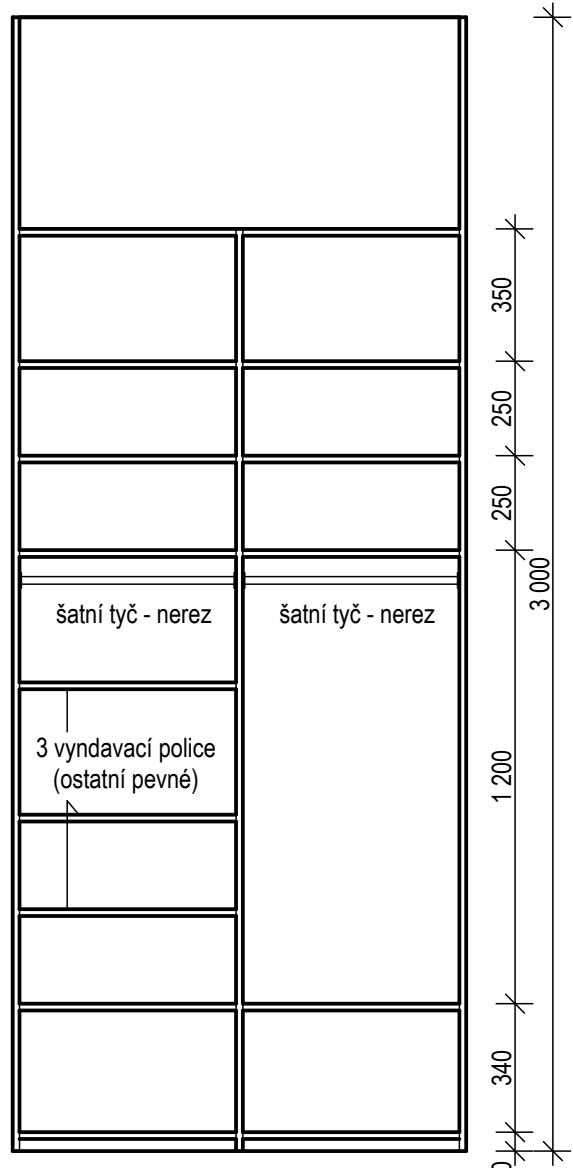 350
250
250
3 000
šatní tyč - nerez
šatní tyč - nerez
3 vyndavací police
(ostatní pevné)
1 200
340